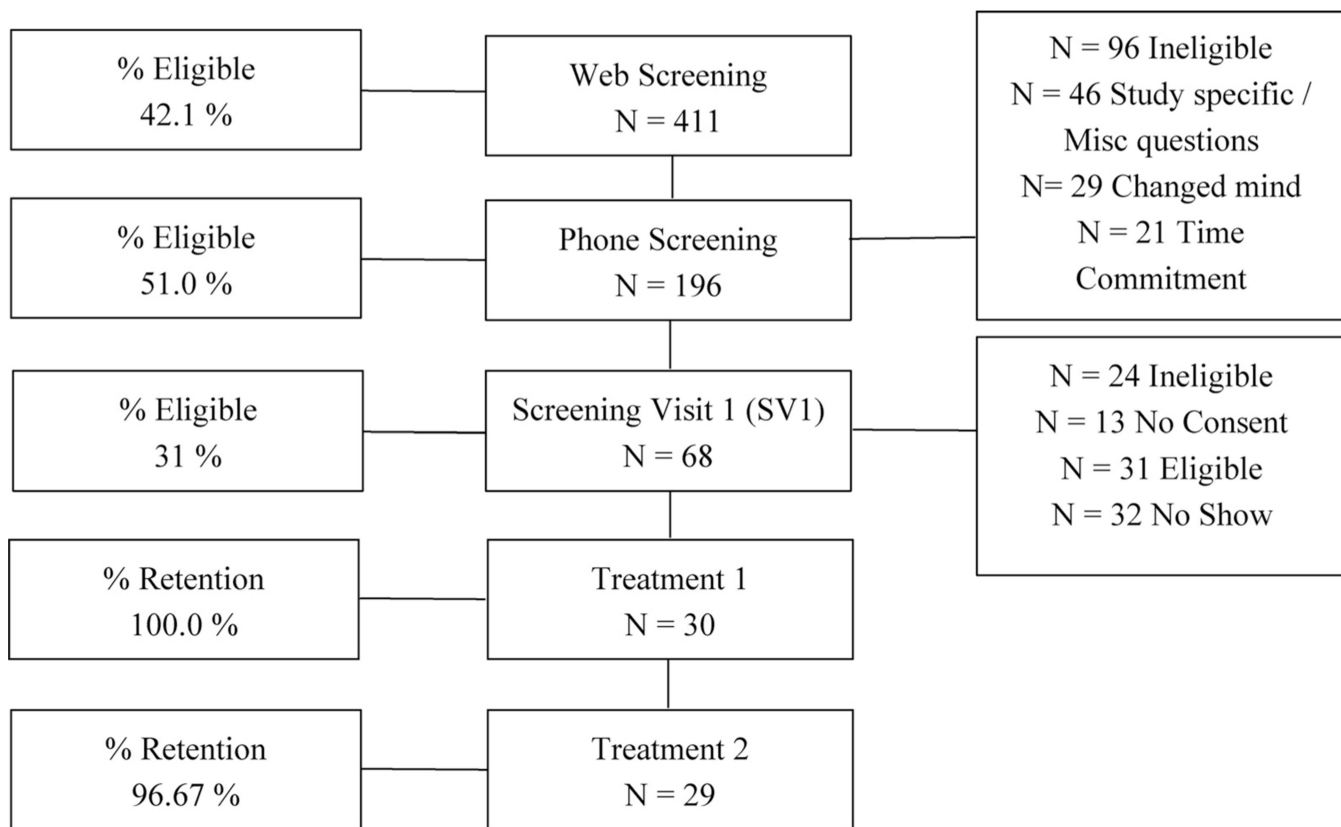 % Eligible
42.1 %
Web Screening
N = 411
N = 96 Ineligible
N = 46 Study specific /
Misc questions
N= 29 Changed mind
N = 21 Time
Commitment
% Eligible
51.0 %
Phone Screening
N = 196
% Eligible
31 %
Screening Visit 1 (SV1)
N = 68
N = 24 Ineligible
N = 13 No Consent
N = 31 Eligible
N = 32 No Show
% Retention
100.0 %
Treatment 1
N = 30
% Retention
96.67 %
Treatment 2
N = 29